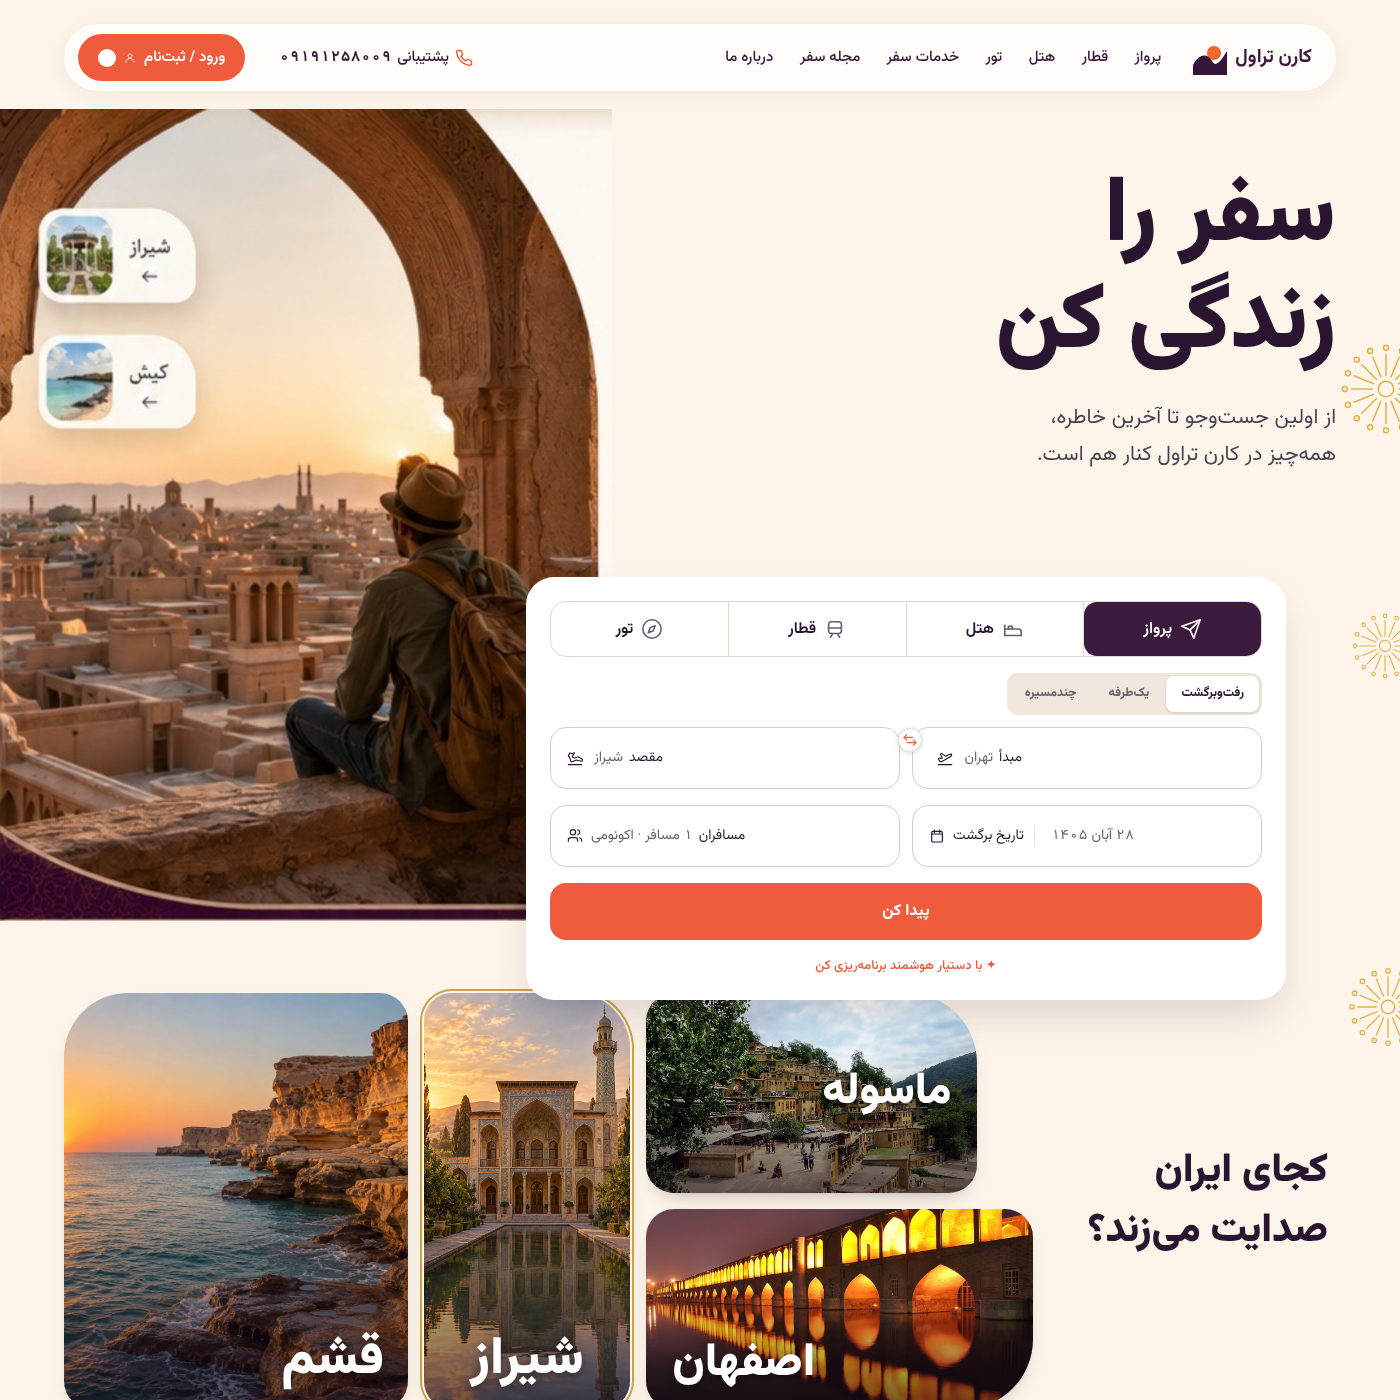 کارن تراول
پرواز
قطار
هتل
تور
خدمات سفر
مجله سفر
درباره ما
پشتیبانی ۰۹۱۹۱۲۵۸۰۰۹
ورود / ثبت‌نام
سفر را
زندگی کن
از اولین جست‌وجو تا آخرین خاطره،
همه‌چیز در کارن تراول کنار هم است.
شیراز
کیش
پرواز
هتل
قطار
تور
رفت‌وبرگشت
یک‌طرفه
چندمسیره
مبدأ تهران
مقصد شیراز
۲۸ آبان ۱۴۰۵
تاریخ برگشت
مسافران ۱ مسافر · اکونومی
پیدا کن
✦ با دستیار هوشمند برنامه‌ریزی کن
کجای ایران
صدایت می‌زند؟
ماسوله
اصفهان
شیراز
قشم